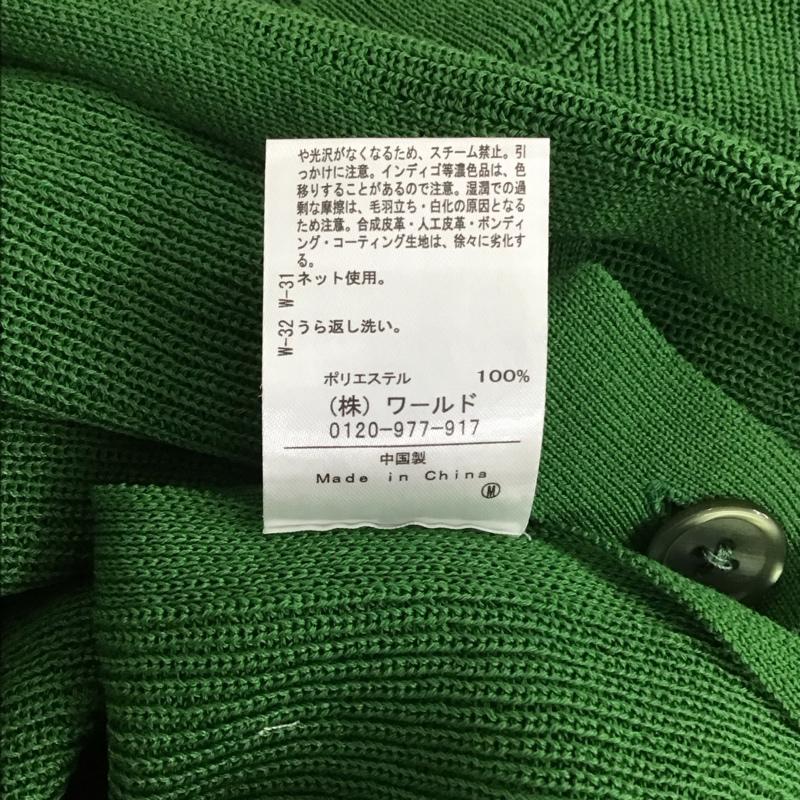 や光沢がなくなるため、スチーム禁止。引
っかけに注意。インディゴ等濃色品は、色
移りすることがあるので注意。湿潤での過
剰な摩擦は、毛羽立ち・白化の原因となる
ため注意。合成皮革・人工皮革・ボンディ
ング・コーティング生地は、徐々に劣化す
る。
W-31 ネット使用。
W-32 うら返し洗い。
ポリエステル 100%
(株) ワールド
0120-977-917
中国製
Made in China
M